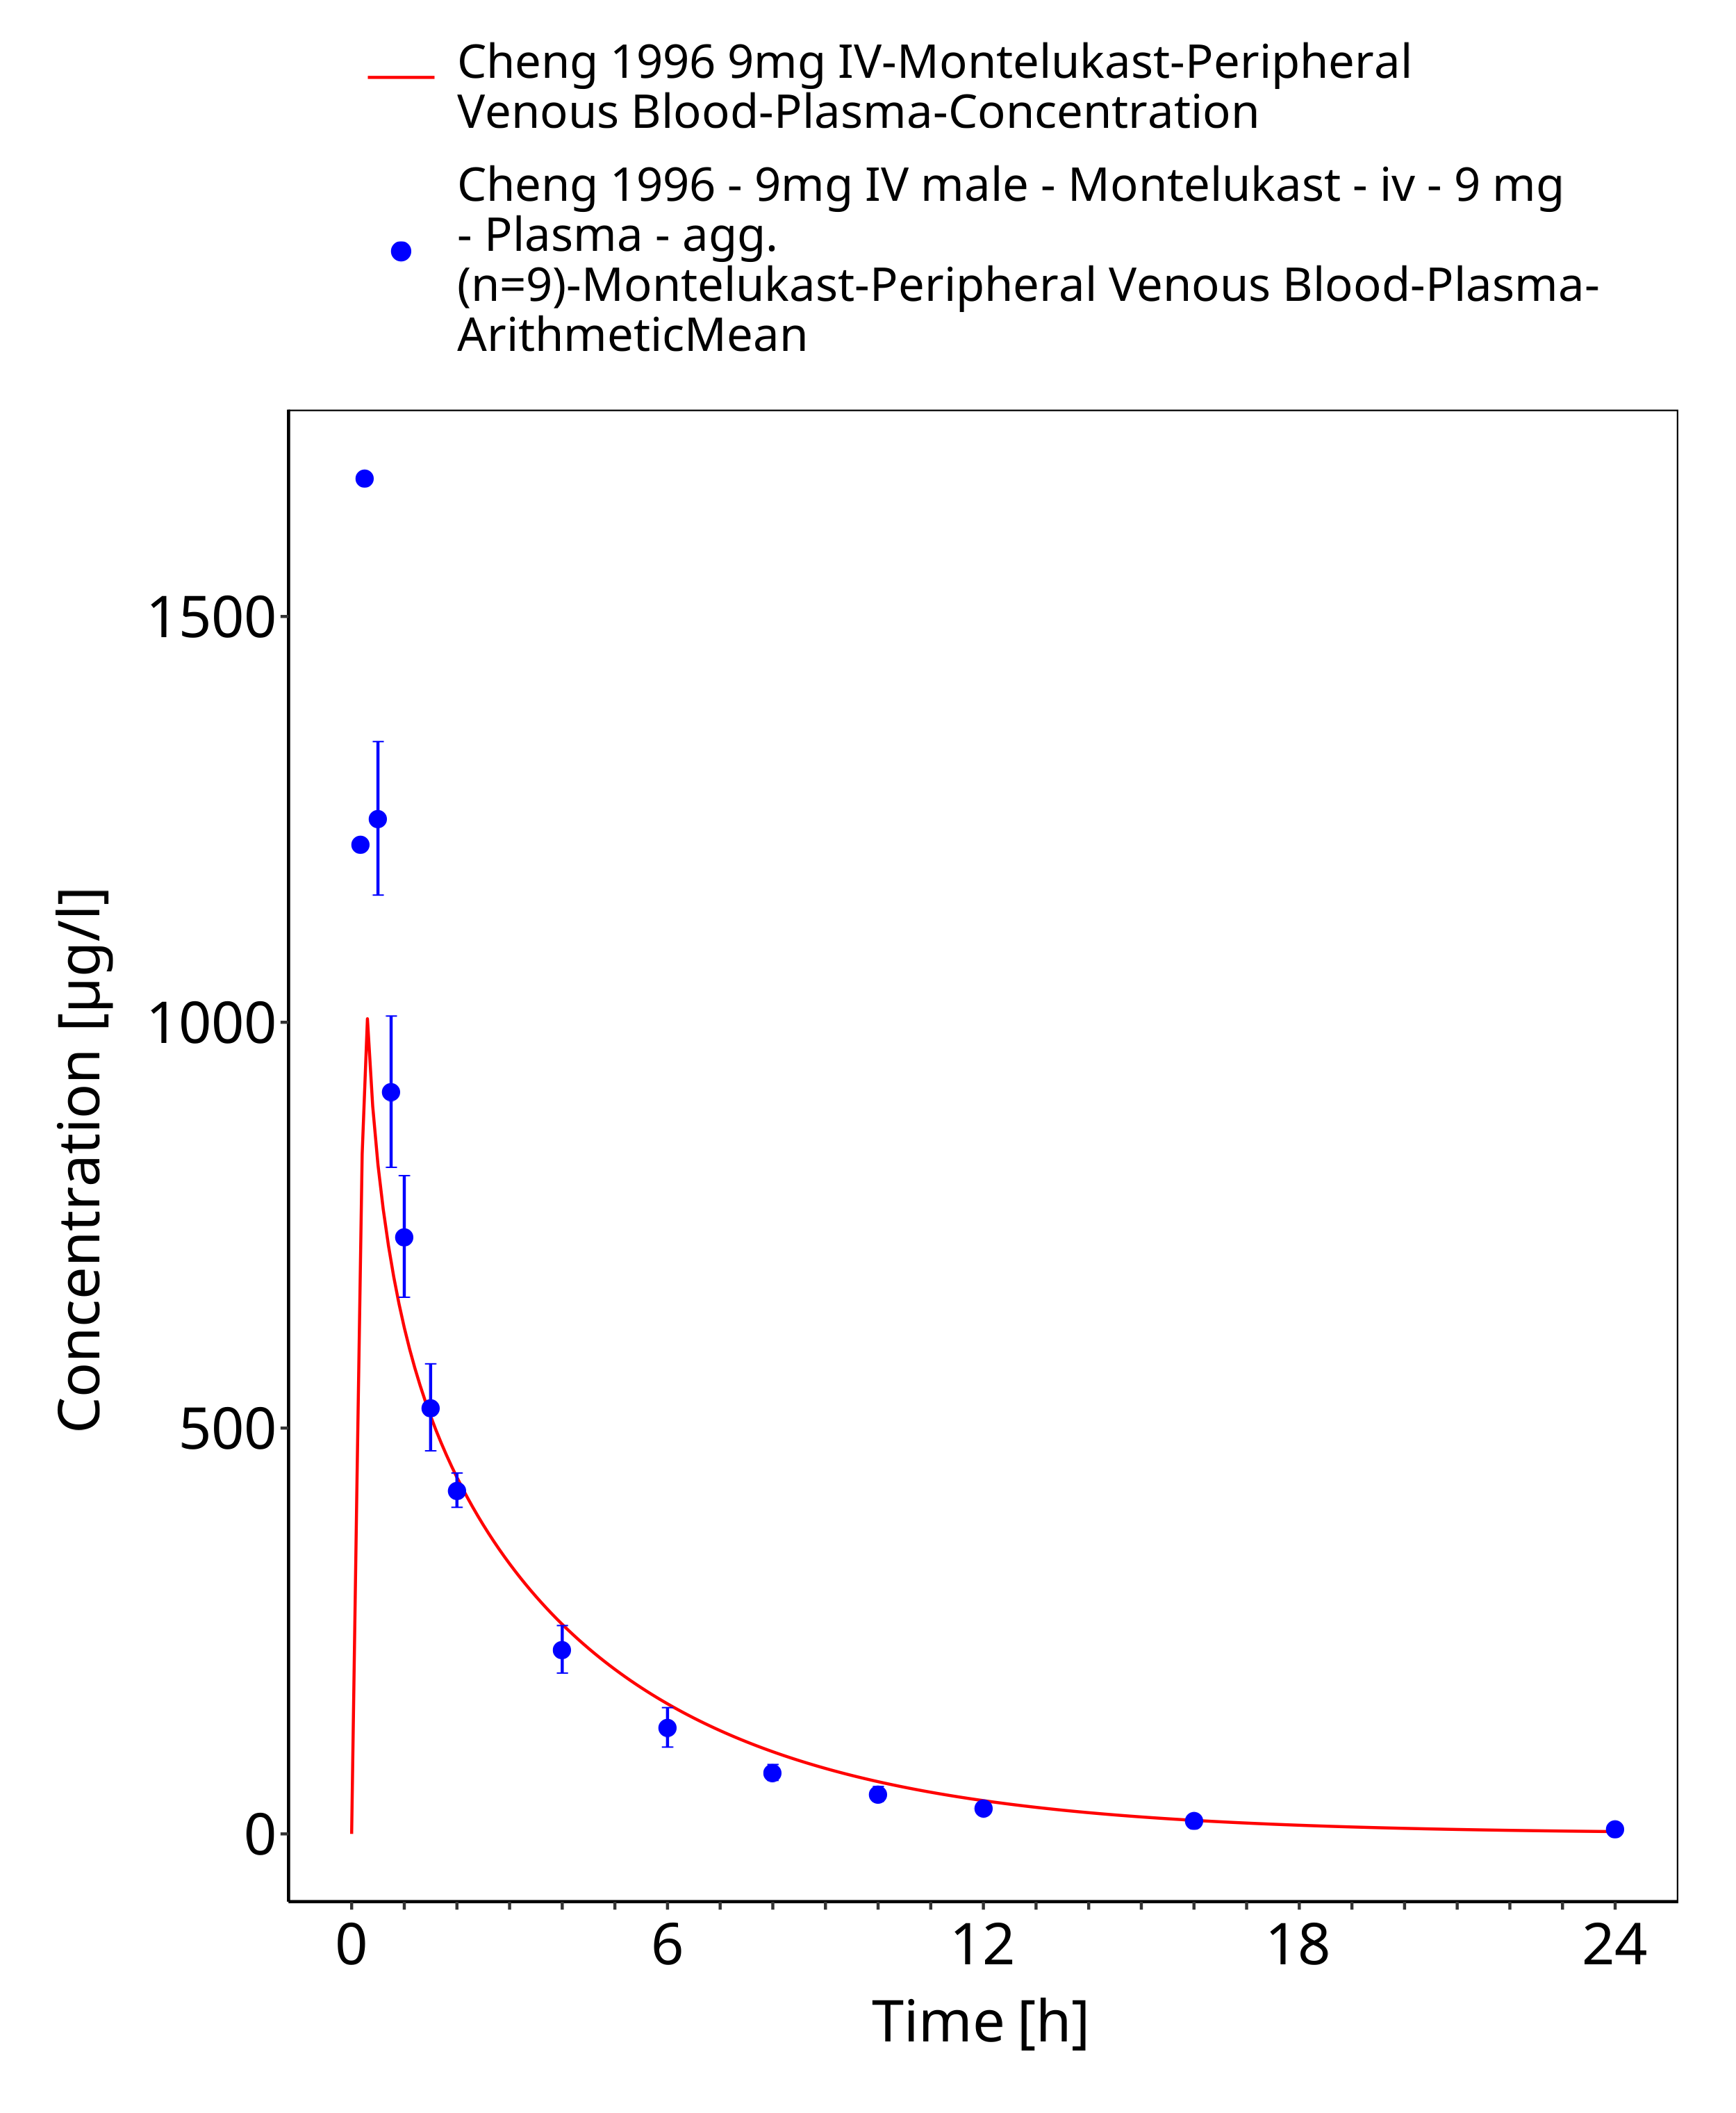 Cheng 1996 9mg IV-Montelukast-Peripheral
Venous Blood-Plasma-Concentration
Cheng 1996 - 9mg IV male - Montelukast - iv - 9 mg
- Plasma - agg.
(n=9)-Montelukast-Peripheral Venous Blood-Plasma-
ArithmeticMean
1500
1000
500
0
Concentration [µg/l]
0 6 12 18 24
Time [h]